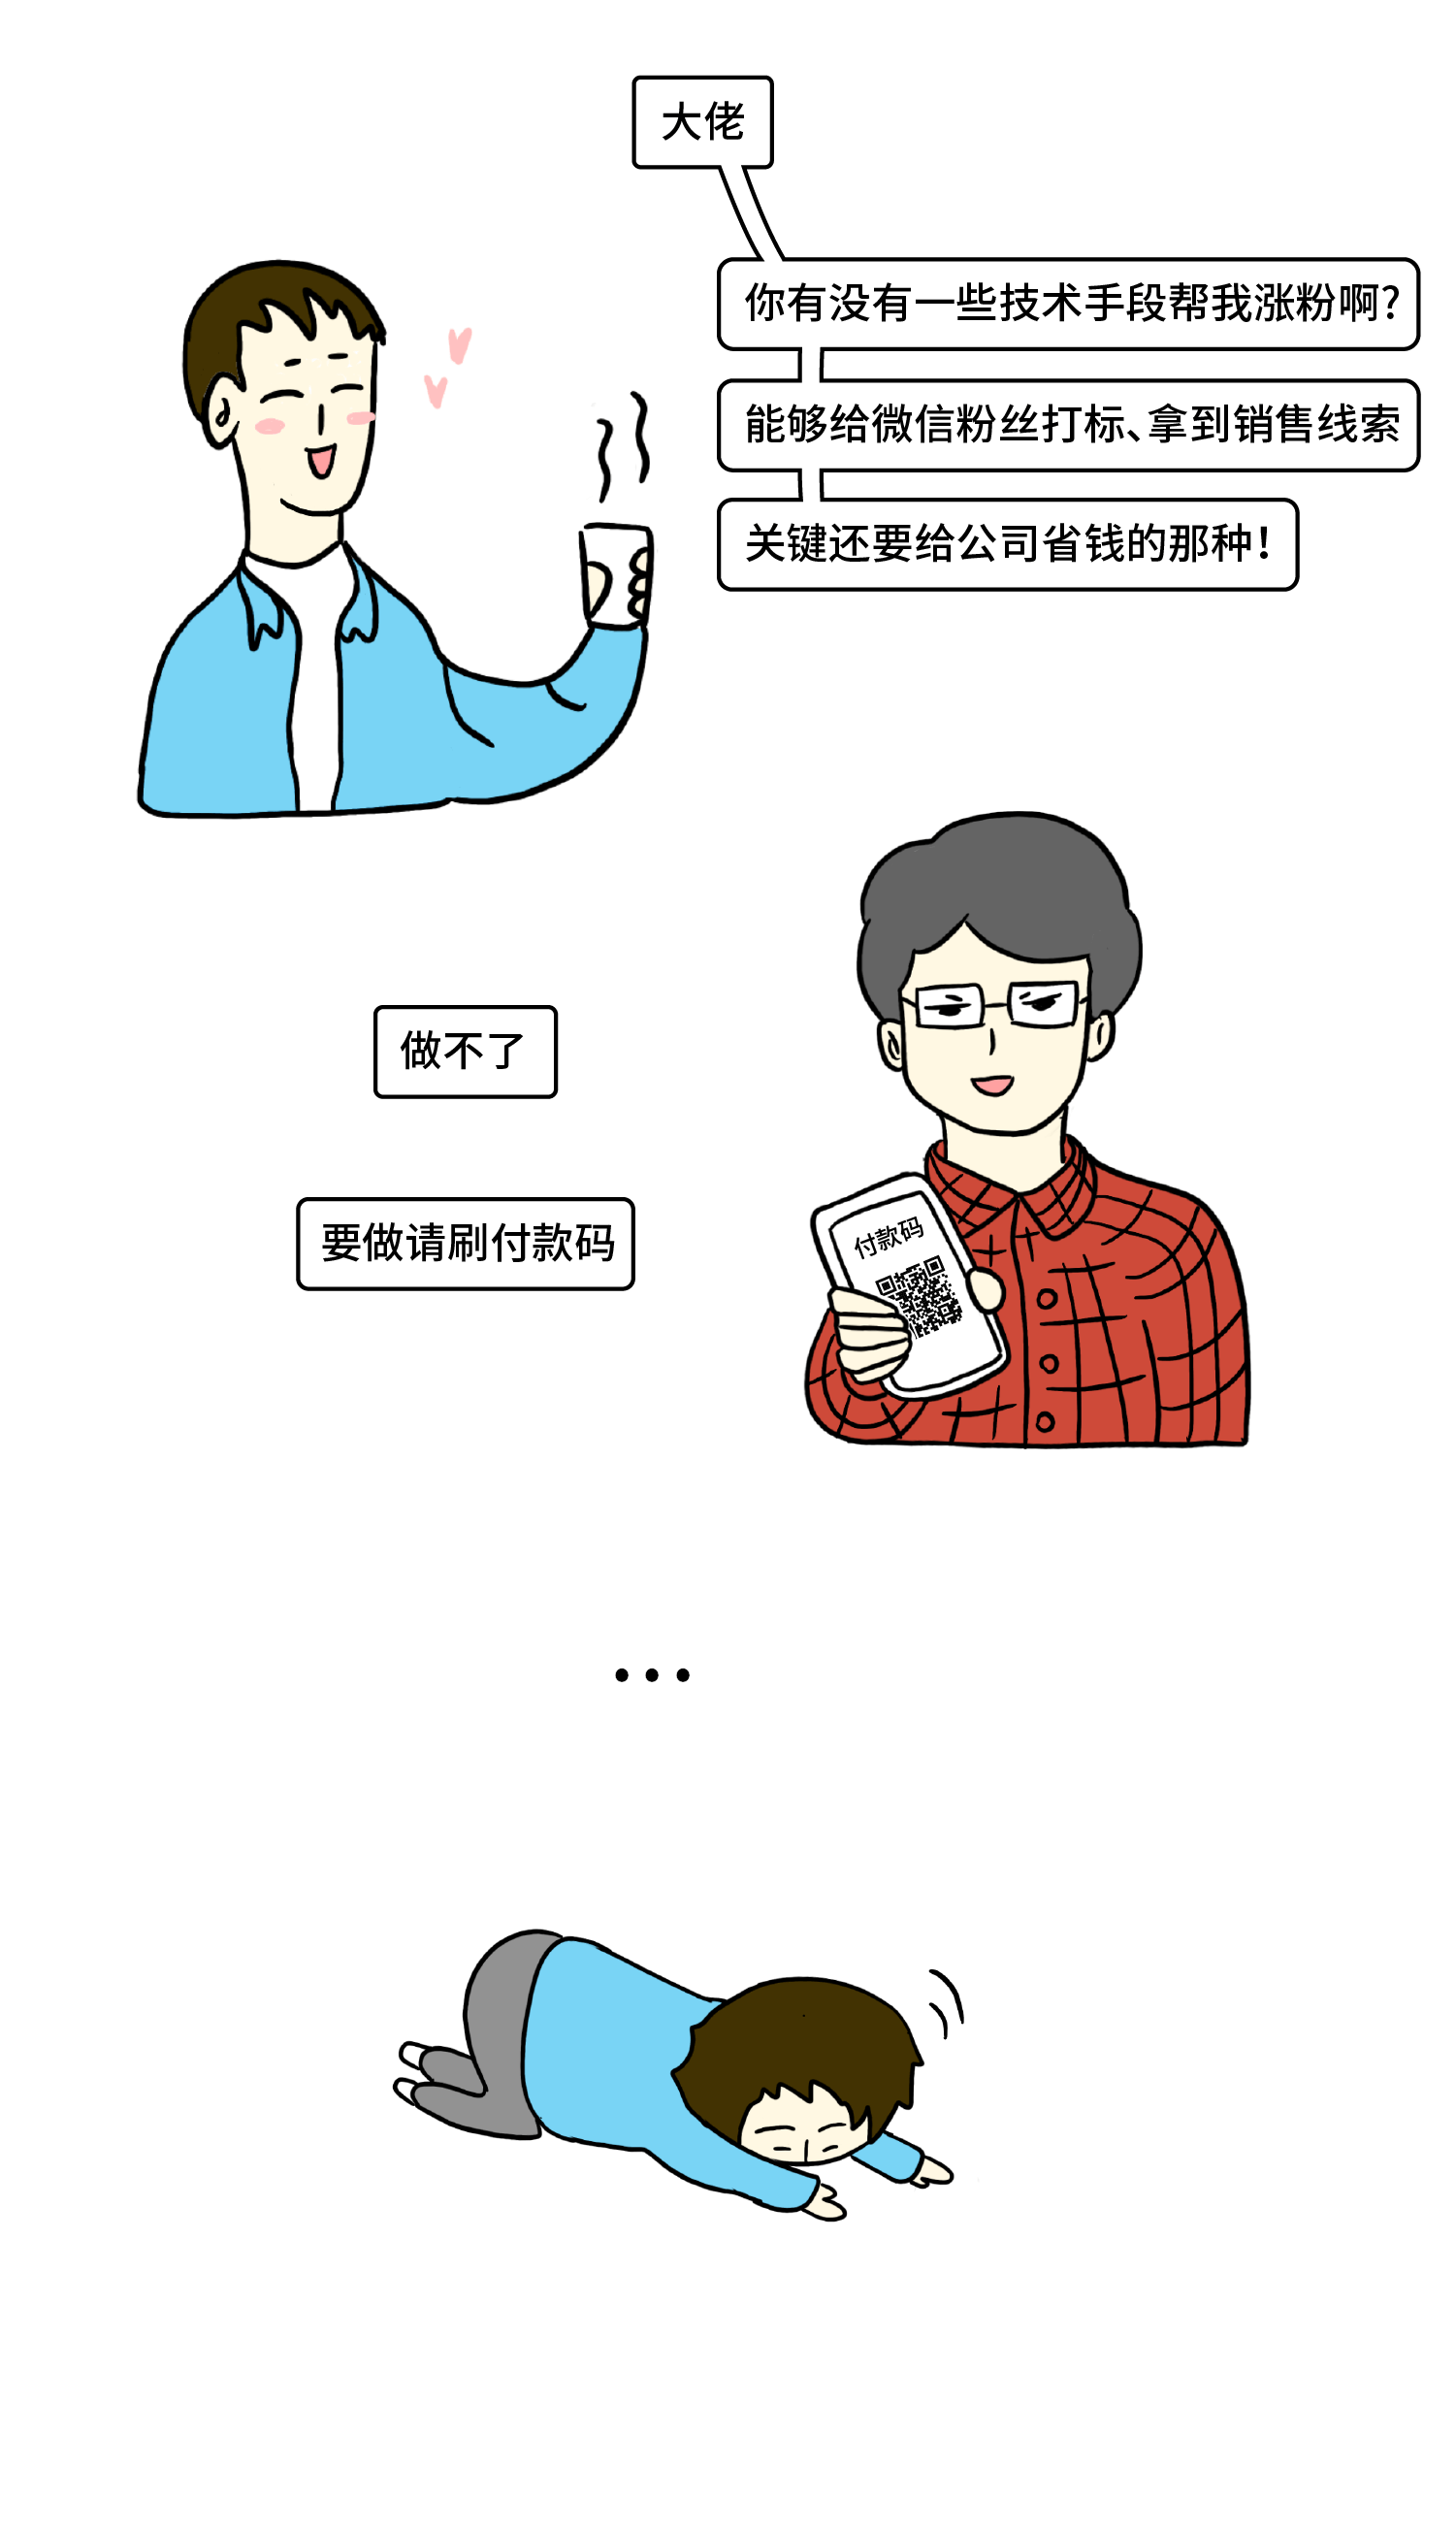 大佬
你有没有一些技术手段帮我涨粉啊?
能够给微信粉丝打标、拿到销售线索
关键还要给公司省钱的那种!
做不了
要做请刷付款码
付款码
...